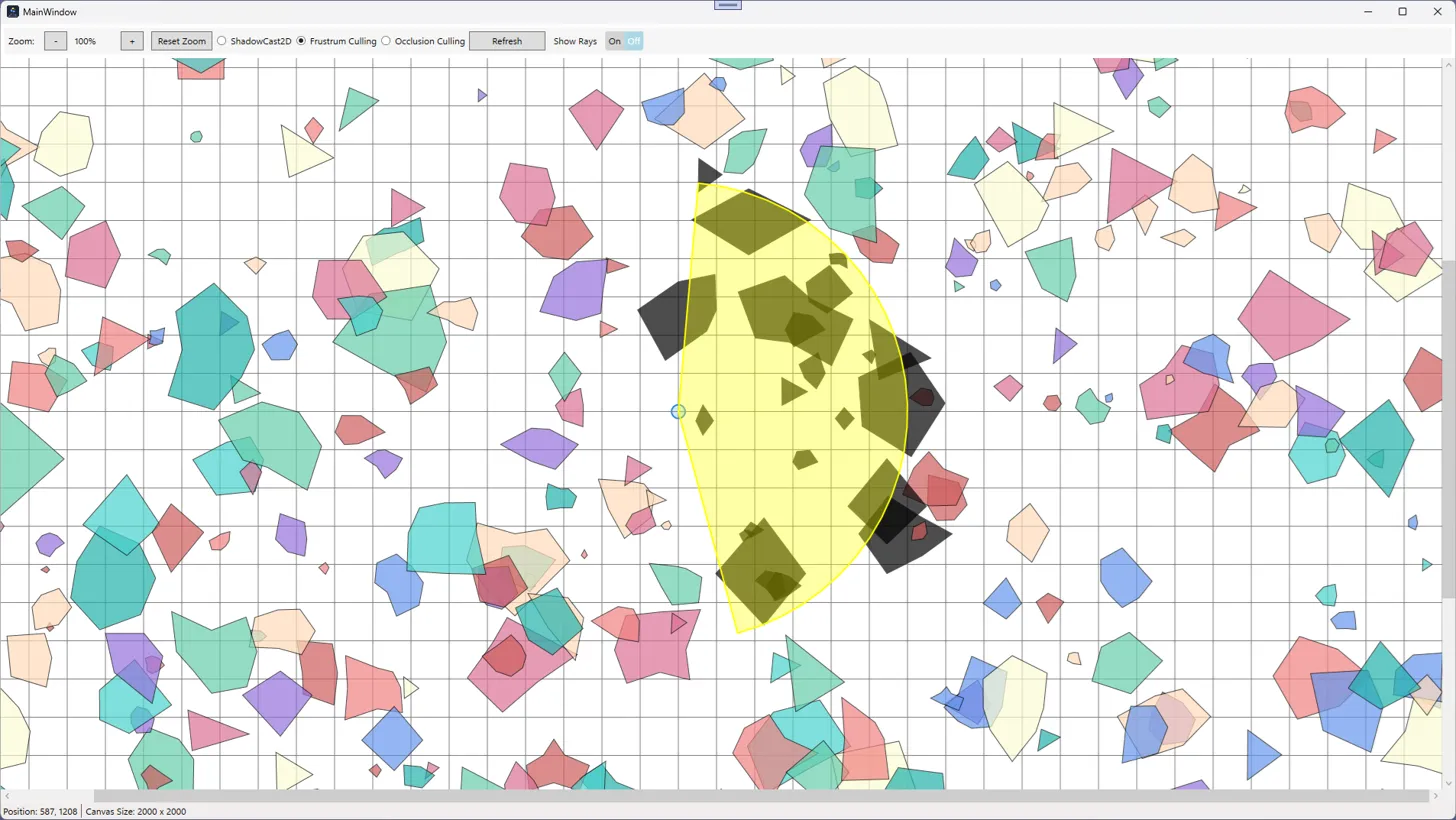 MainWindow
Zoom: - 100% + Reset Zoom ShadowCast2D Frustrum Culling Occlusion Culling Refresh Show Rays On Off
Position: 587, 1208 Canvas Size: 2000 x 2000